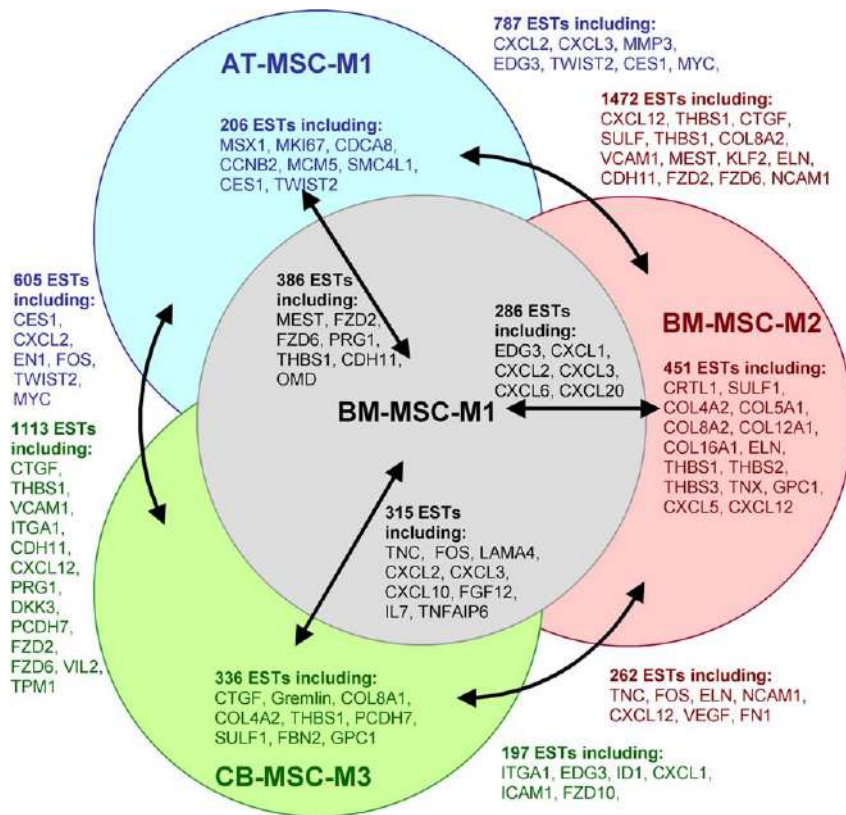 AT-MSC-M1
787 ESTs including:
CXCL2, CXCL3, MMP3,
EDG3, TWIST2, CES1, MYC,
1472 ESTs including:
CXCL12, THBS1, CTGF,
SULF, THBS1, COL8A2,
VCAM1, MEST, KLF2, ELN,
CDH11, FZD2, FZD6, NCAM1
206 ESTs including:
MSX1, MKI67, CDCA8,
CCNB2, MCM5, SMC4L1,
CES1, TWIST2
605 ESTs
including:
CES1,
CXCL2,
EN1, FOS,
TWIST2,
MYC
386 ESTs
including:
MEST, FZD2,
FZD6, PRG1,
THBS1, CDH11,
OMD
286 ESTs
including:
EDG3, CXCL1,
CXCL2, CXCL3,
CXCL6, CXCL20
BM-MSC-M2
451 ESTs including:
CRTL1, SULF1,
COL4A2, COL5A1,
COL8A2, COL12A1,
COL16A1, ELN,
THBS1, THBS2,
THBS3, TNX, GPC1,
CXCL5, CXCL12
BM-MSC-M1
1113 ESTs
including:
CTGF,
THBS1,
VCAM1,
ITGA1,
CDH11,
CXCL12,
PRG1,
DKK3,
PCDH7,
FZD2,
FZD6, VIL2,
TPM1
315 ESTs
including:
TNC, FOS, LAMA4,
CXCL2, CXCL3,
CXCL10, FGF12,
IL7, TNFAIP6
336 ESTs including:
CTGF, Gremlin, COL8A1,
COL4A2, THBS1, PCDH7,
SULF1, FBN2, GPC1
CB-MSC-M3
262 ESTs including:
TNC, FOS, ELN, NCAM1,
CXCL12, VEGF, FN1
197 ESTs including:
ITGA1, EDG3, ID1, CXCL1,
ICAM1, FZD10,